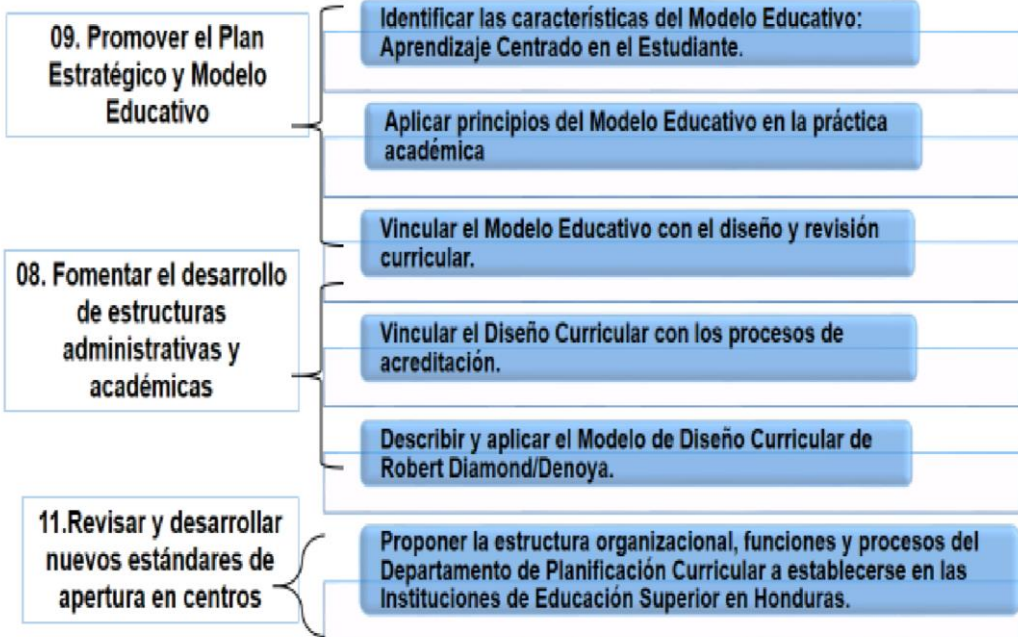 09. Promover el Plan
Estratégico y Modelo
Educativo
Identificar las características del Modelo Educativo:
Aprendizaje Centrado en el Estudiante.
Aplicar principios del Modelo Educativo en la práctica
académica
Vincular el Modelo Educativo con el diseño y revisión
curricular.
08. Fomentar el desarrollo
de estructuras
administrativas y
académicas
Vincular el Diseño Curricular con los procesos de
acreditación.
Describir y aplicar el Modelo de Diseño Curricular de
Robert Diamond/Denoya.
11.Revisar y desarrollar
nuevos estándares de
apertura en centros
Proponer la estructura organizacional, funciones y procesos del
Departamento de Planificación Curricular a establecerse en las
Instituciones de Educación Superior en Honduras.